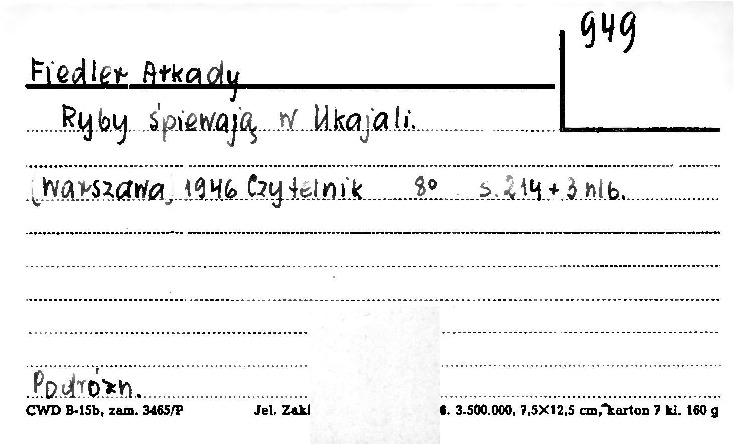 949
Fiedler Arkady
Ryby śpiewają w Ukajali.
[Warszawa] 1946 Czytelnik 8° s. 214 + 3 nlb.
Podróżn.
CWD B-15b, zam. 3465/P Jel. Zakł 6. 3.500.000, 7,5×12,5 cm, karton 7 kl. 160 g